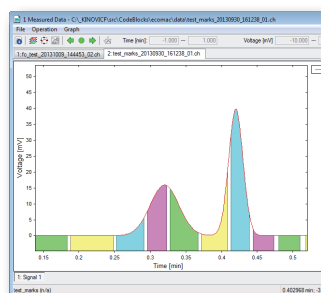 1:Measured Data - C:\_KINOVICF\src\CodeBlocks\ecomac\data\test_marks_20130930_161238_01.ch
File Operation Graph
Time [min]: -1.000 — 1.000 Voltage [mV] -10.000 —
1:fc_test_20131009_144453_02.ch 2:test_marks_20130930_161238_01.ch
50
45
40
35
30
25
20
15
10
5
0
Voltage [mV]
0.15 0.2 0.25 0.3 0.35 0.4 0.45 0.5
Time [min]
1: Signal 1
test_marks (n/a) 0.402968 min; -3